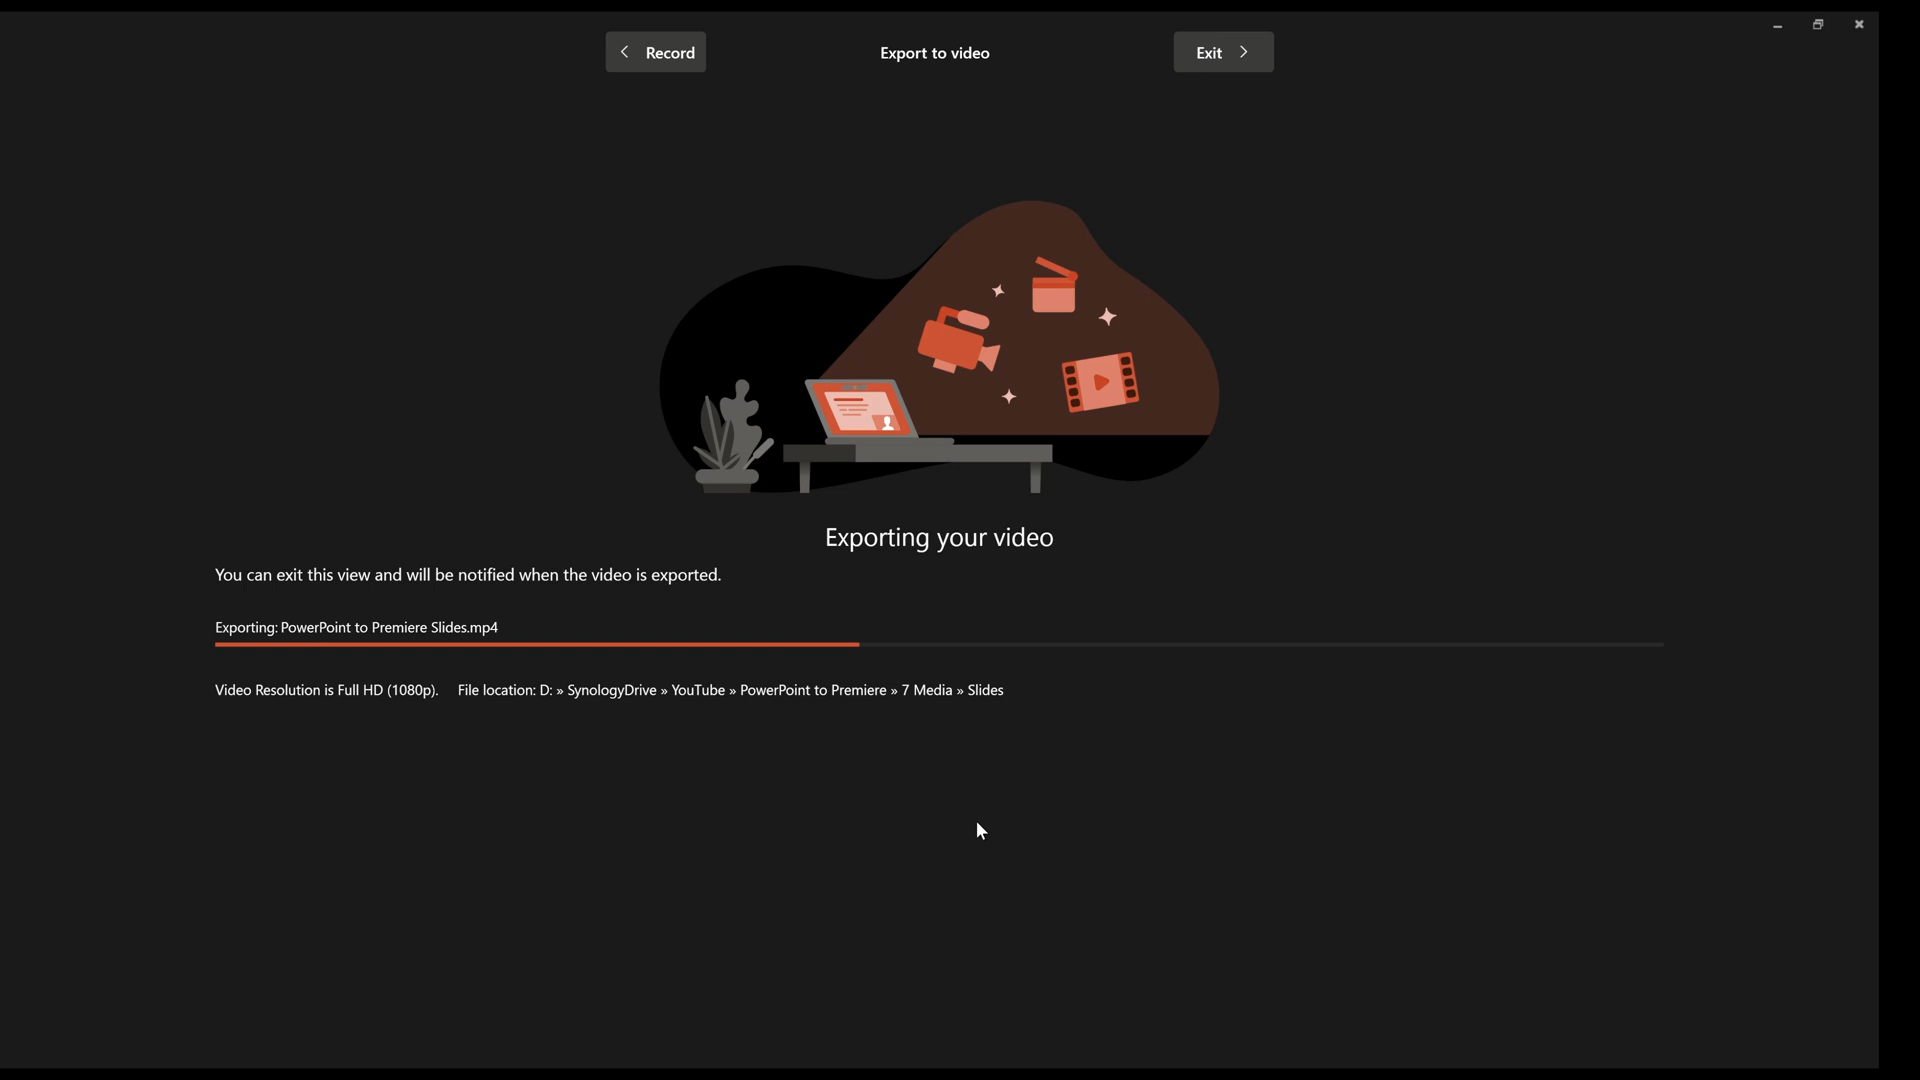 Record
Export to video
Exit
Exporting your video
You can exit this view and will be notified when the video is exported.
Exporting: PowerPoint to Premiere Slides.mp4
Video Resolution is Full HD (1080p). File location: D: » SynologyDrive » YouTube » PowerPoint to Premiere » 7 Media » Slides